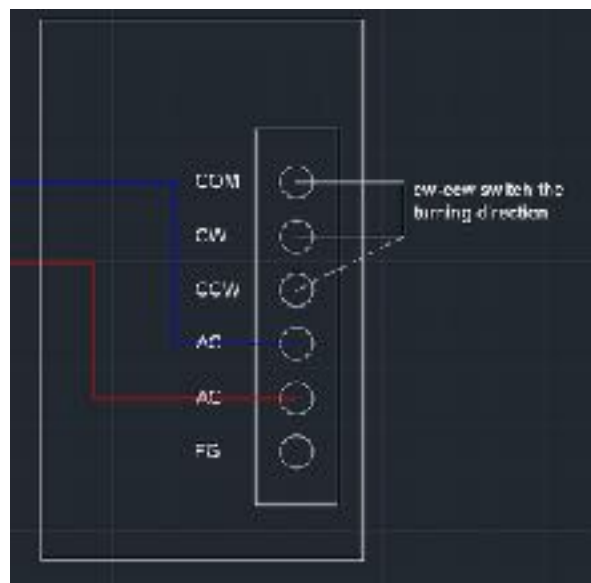 COM
CW
CCW
AC
AC
FG
cw-ccw switch the
turning direction